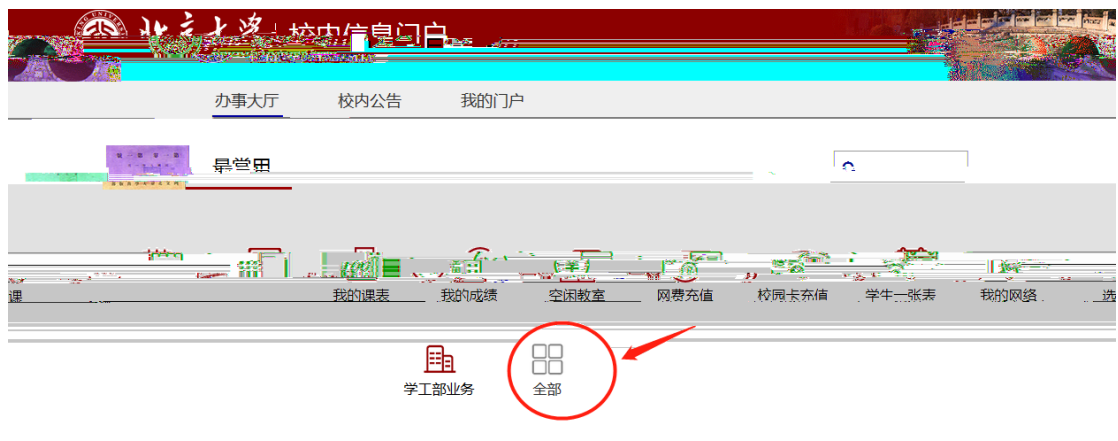 北京大学 校内信息门户
办事大厅 校内公告 我的门户
最常用
课 我的课表 我的成绩 空闲教室 网费充值 校园卡充值 学生一张表 我的网络 选
学工部业务 全部